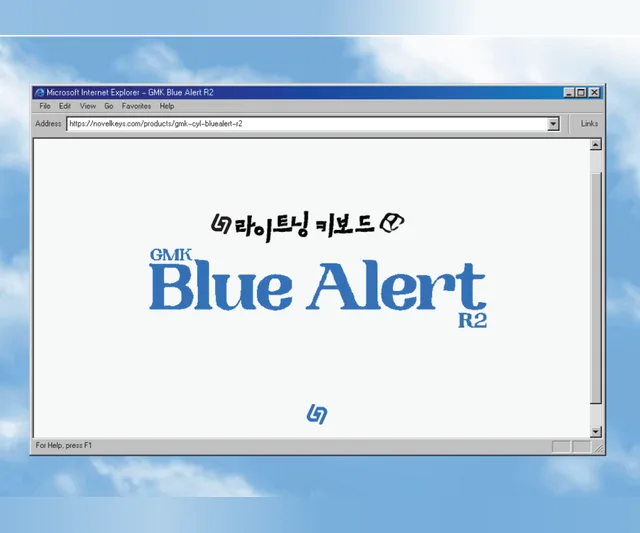 Microsoft Internet Explorer - GMK Blue Alert R2
File Edit View Go Favorites Help
Address https://novelkeys.com/products/gmk-cyl-bluealert-r2 Links
라이트닝 키보드
GMK
Blue Alert
R2
For Help, press F1